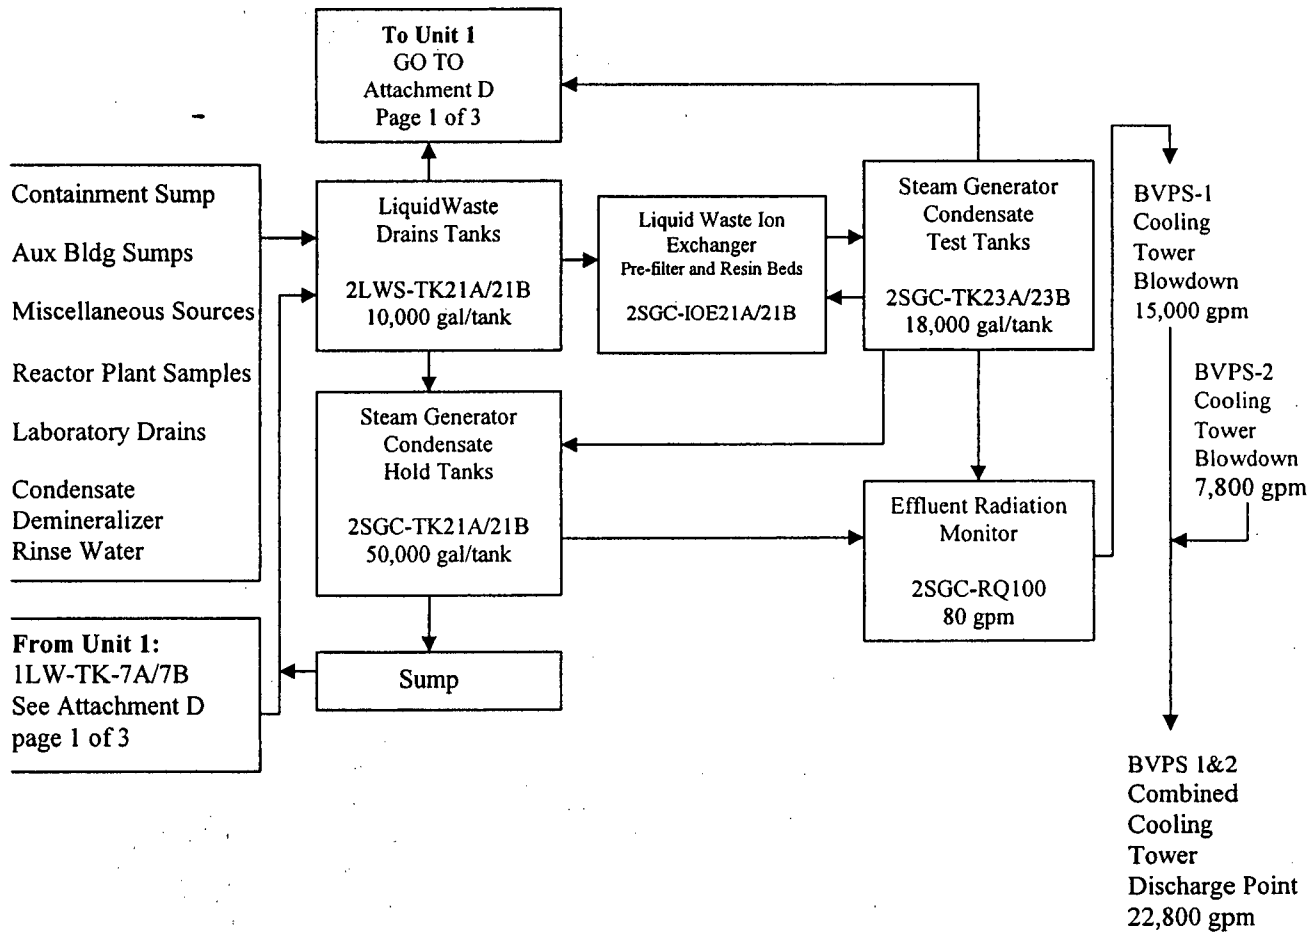 To Unit 1
GO TO
Attachment D
Page 1 of 3
Containment Sump
Aux Bldg Sumps
Miscellaneous Sources
Reactor Plant Samples
Laboratory Drains
Condensate
Demineralizer
Rinse Water
From Unit 1:
1LW-TK-7A/7B
See Attachment D
page 1 of 3
LiquidWaste
Drains Tanks
2LWS-TK21A/21B
10,000 gal/tank
Steam Generator
Condensate
Hold Tanks
2SGC-TK21A/21B
50,000 gal/tank
Sump
Liquid Waste Ion
Exchanger
Pre-filter and Resin Beds
2SGC-IOE21A/21B
Steam Generator
Condensate
Test Tanks
2SGC-TK23A/23B
18,000 gal/tank
Effluent Radiation
Monitor
2SGC-RQ100
80 gpm
BVPS-1
Cooling
Tower
Blowdown
15,000 gpm
BVPS-2
Cooling
Tower
Blowdown
7,800 gpm
BVPS 1&2
Combined
Cooling
Tower
Discharge Point
22,800 gpm